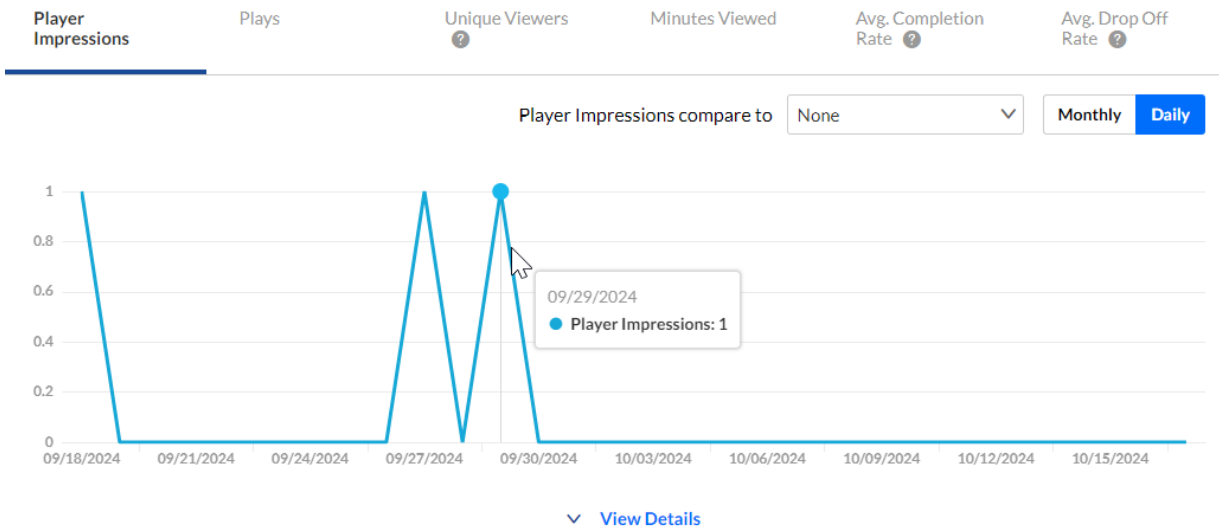 Player
Impressions
Plays
Unique Viewers
?
Minutes Viewed
Avg. Completion
Rate ?
Avg. Drop Off
Rate ?
Player Impressions compare to
None
Monthly
Daily
1
0.8
0.6
0.4
0.2
0
09/29/2024
Player Impressions: 1
09/18/2024 09/21/2024 09/24/2024 09/27/2024 09/30/2024 10/03/2024 10/06/2024 10/09/2024 10/12/2024 10/15/2024
View Details